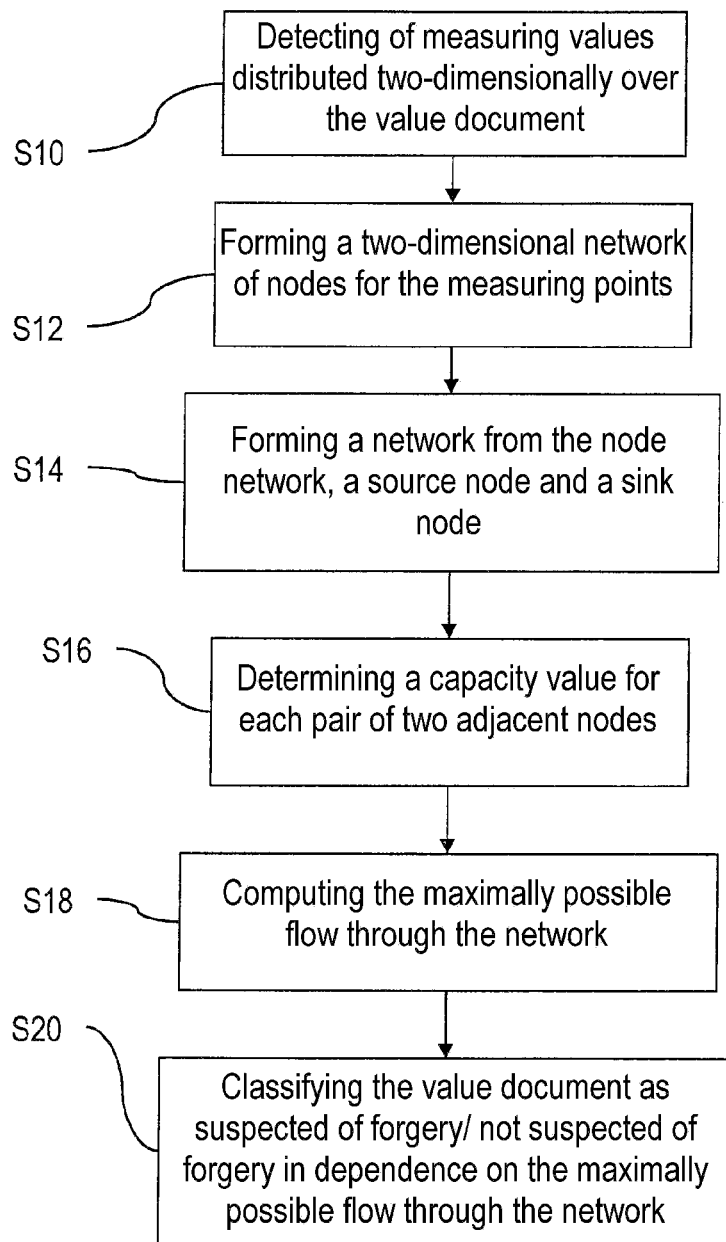 Detecting of measuring values
distributed two-dimensionally over
the value document
S10
Forming a two-dimensional network
of nodes for the measuring points
S12
Forming a network from the node
network, a source node and a sink
node
S14
S16
Determining a capacity value for
each pair of two adjacent nodes
S18
Computing the maximally possible
flow through the network
S20
Classifying the value document as
suspected of forgery/ not suspected of
forgery in dependence on the maximally
possible flow through the network